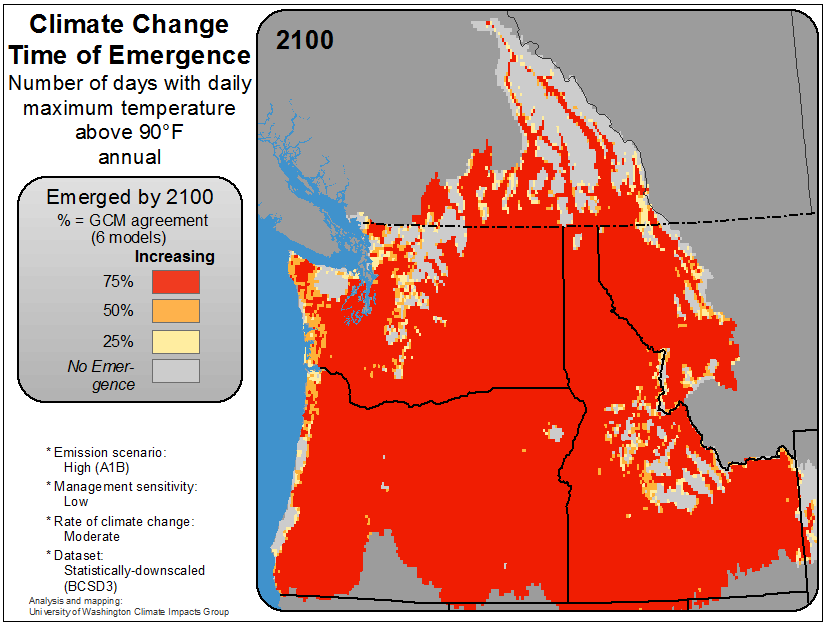 Climate Change
Time of Emergence
Number of days with daily
maximum temperature
above 90°F
annual
2100
Emerged by 2100
% = GCM agreement
(6 models)
Increasing
75%
50%
25%
No Emer-
gence
* Emission scenario:
High (A1B)
* Management sensitivity:
Low
* Rate of climate change:
Moderate
* Dataset:
Statistically-downscaled
(BCSD3)
Analysis and mapping:
University of Washington Climate Impacts Group